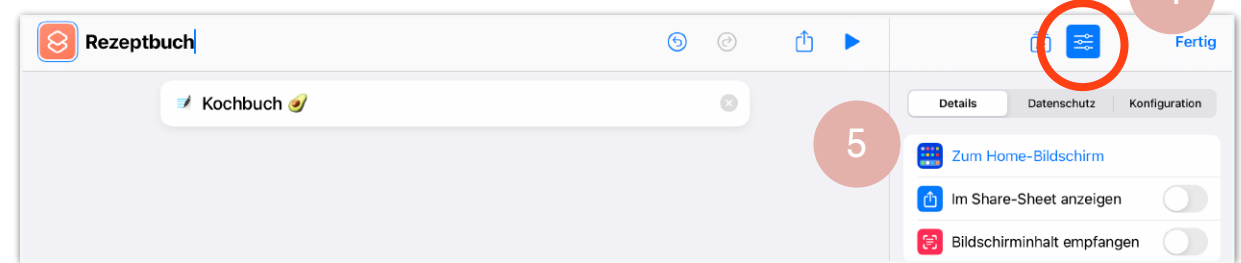 Rezeptbuch
Fertig
Kochbuch 🥑
Details Datenschutz Konfiguration
5
Zum Home-Bildschirm
Im Share-Sheet anzeigen
Bildschirminhalt empfangen